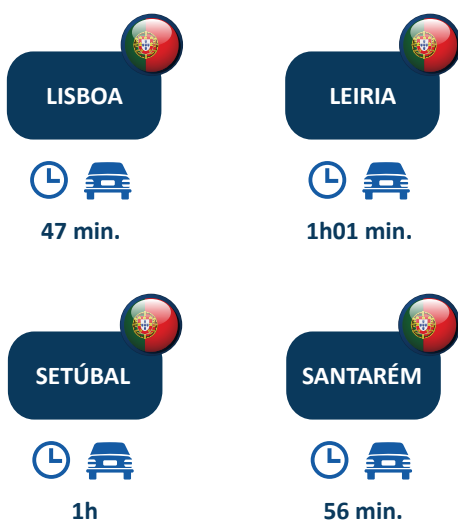 LISBOA
47 min.
LEIRIA
1h01 min.
SETÚBAL
1h
SANTARÉM
56 min.